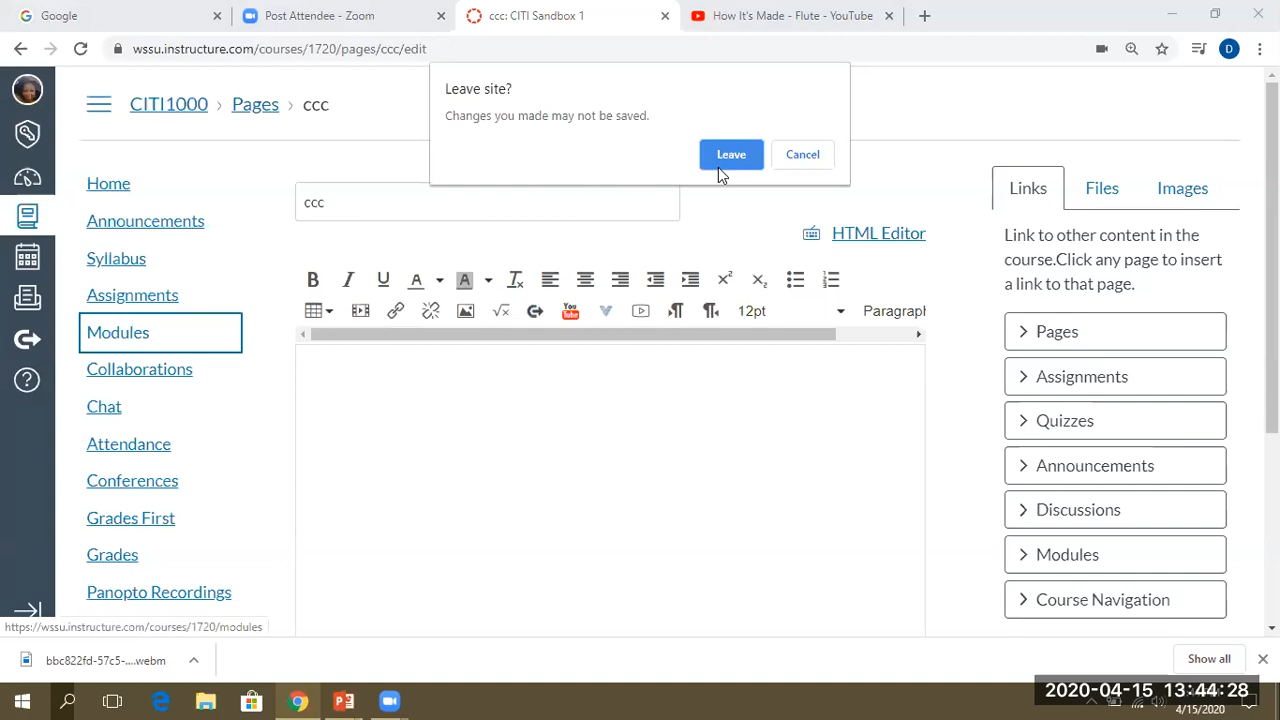 Google
Post Attendee - Zoom
ccc: CITI Sandbox 1
How It's Made - Flute - YouTube
wssu.instructure.com/courses/1720/pages/ccc/edit
D
Leave site?
Changes you made may not be saved.
Leave
Cancel
CITI1000 › Pages › ccc
Home
Announcements
Syllabus
Assignments
Modules
Collaborations
Chat
Attendance
Conferences
Grades First
Grades
Panopto Recordings
https://wssu.instructure.com/courses/1720/modules
ccc
HTML Editor
12pt
Paragraph
Links
Files
Images
Link to other content in the
course.Click any page to insert
a link to that page.
Pages
Assignments
Quizzes
Announcements
Discussions
Modules
Course Navigation
bbc822fd-57c5-....webm
Show all
2020-04-15 13:44:28
4/15/2020